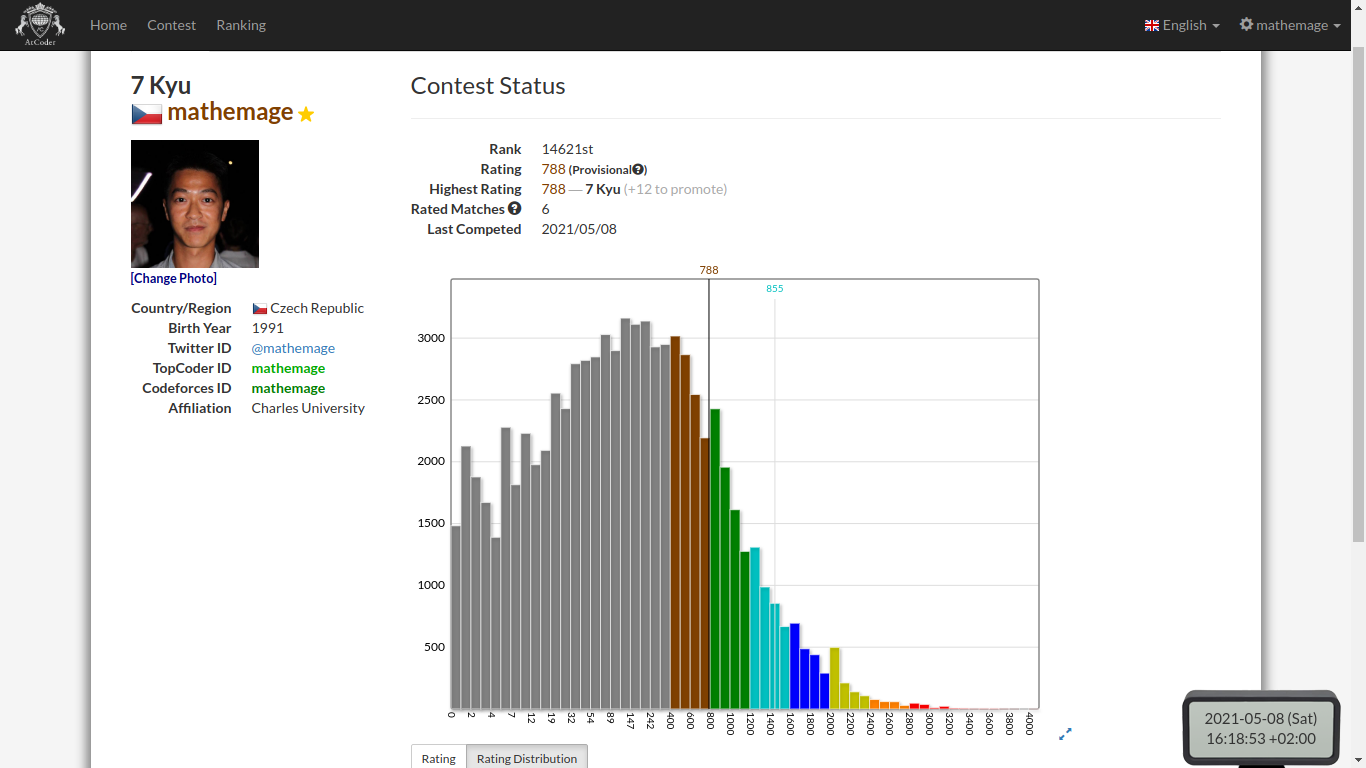 AtCoder
Home Contest Ranking
English mathemage
7 Kyu
mathemage
[Change Photo]
Country/Region Czech Republic
Birth Year 1991
Twitter ID @mathemage
TopCoder ID mathemage
Codeforces ID mathemage
Affiliation Charles University
Contest Status
Rank 14621st
Rating 788 (Provisional?)
Highest Rating 788 ― 7 Kyu (+12 to promote)
Rated Matches ? 6
Last Competed 2021/05/08
788
855
3000
2500
2000
1500
1000
500
0 2 4 7 12 19 32 54 89 147 242 400 600 800 1000 1200 1400 1600 1800 2000 2200 2400 2600 2800 3000 3200 3400 3600 3800 4000
Rating Rating Distribution
2021-05-08 (Sat)
16:18:53 +02:00